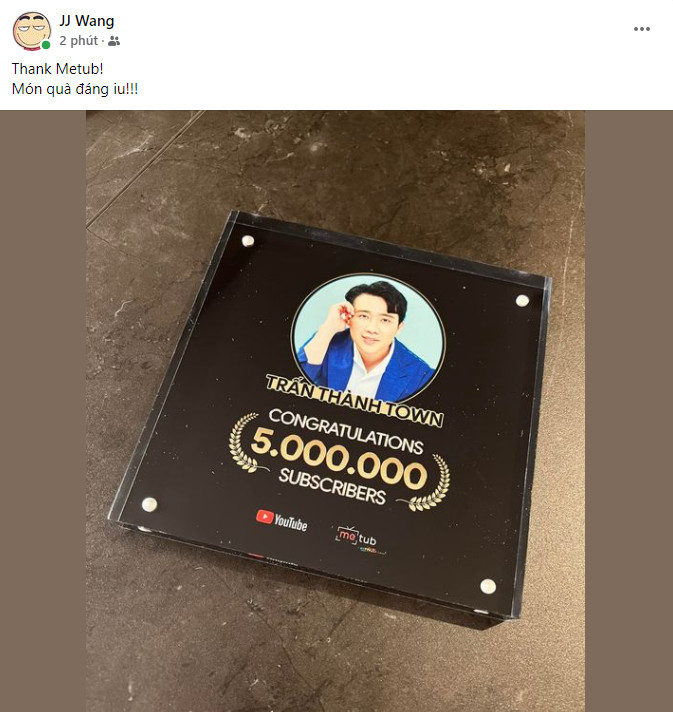 JJ Wang
2 phút ·
Thank Metub!
Món quà đáng iu!!!
TRẤN THÀNH TOWN
CONGRATULATIONS
5.000.000
SUBSCRIBERS
YouTube
metub